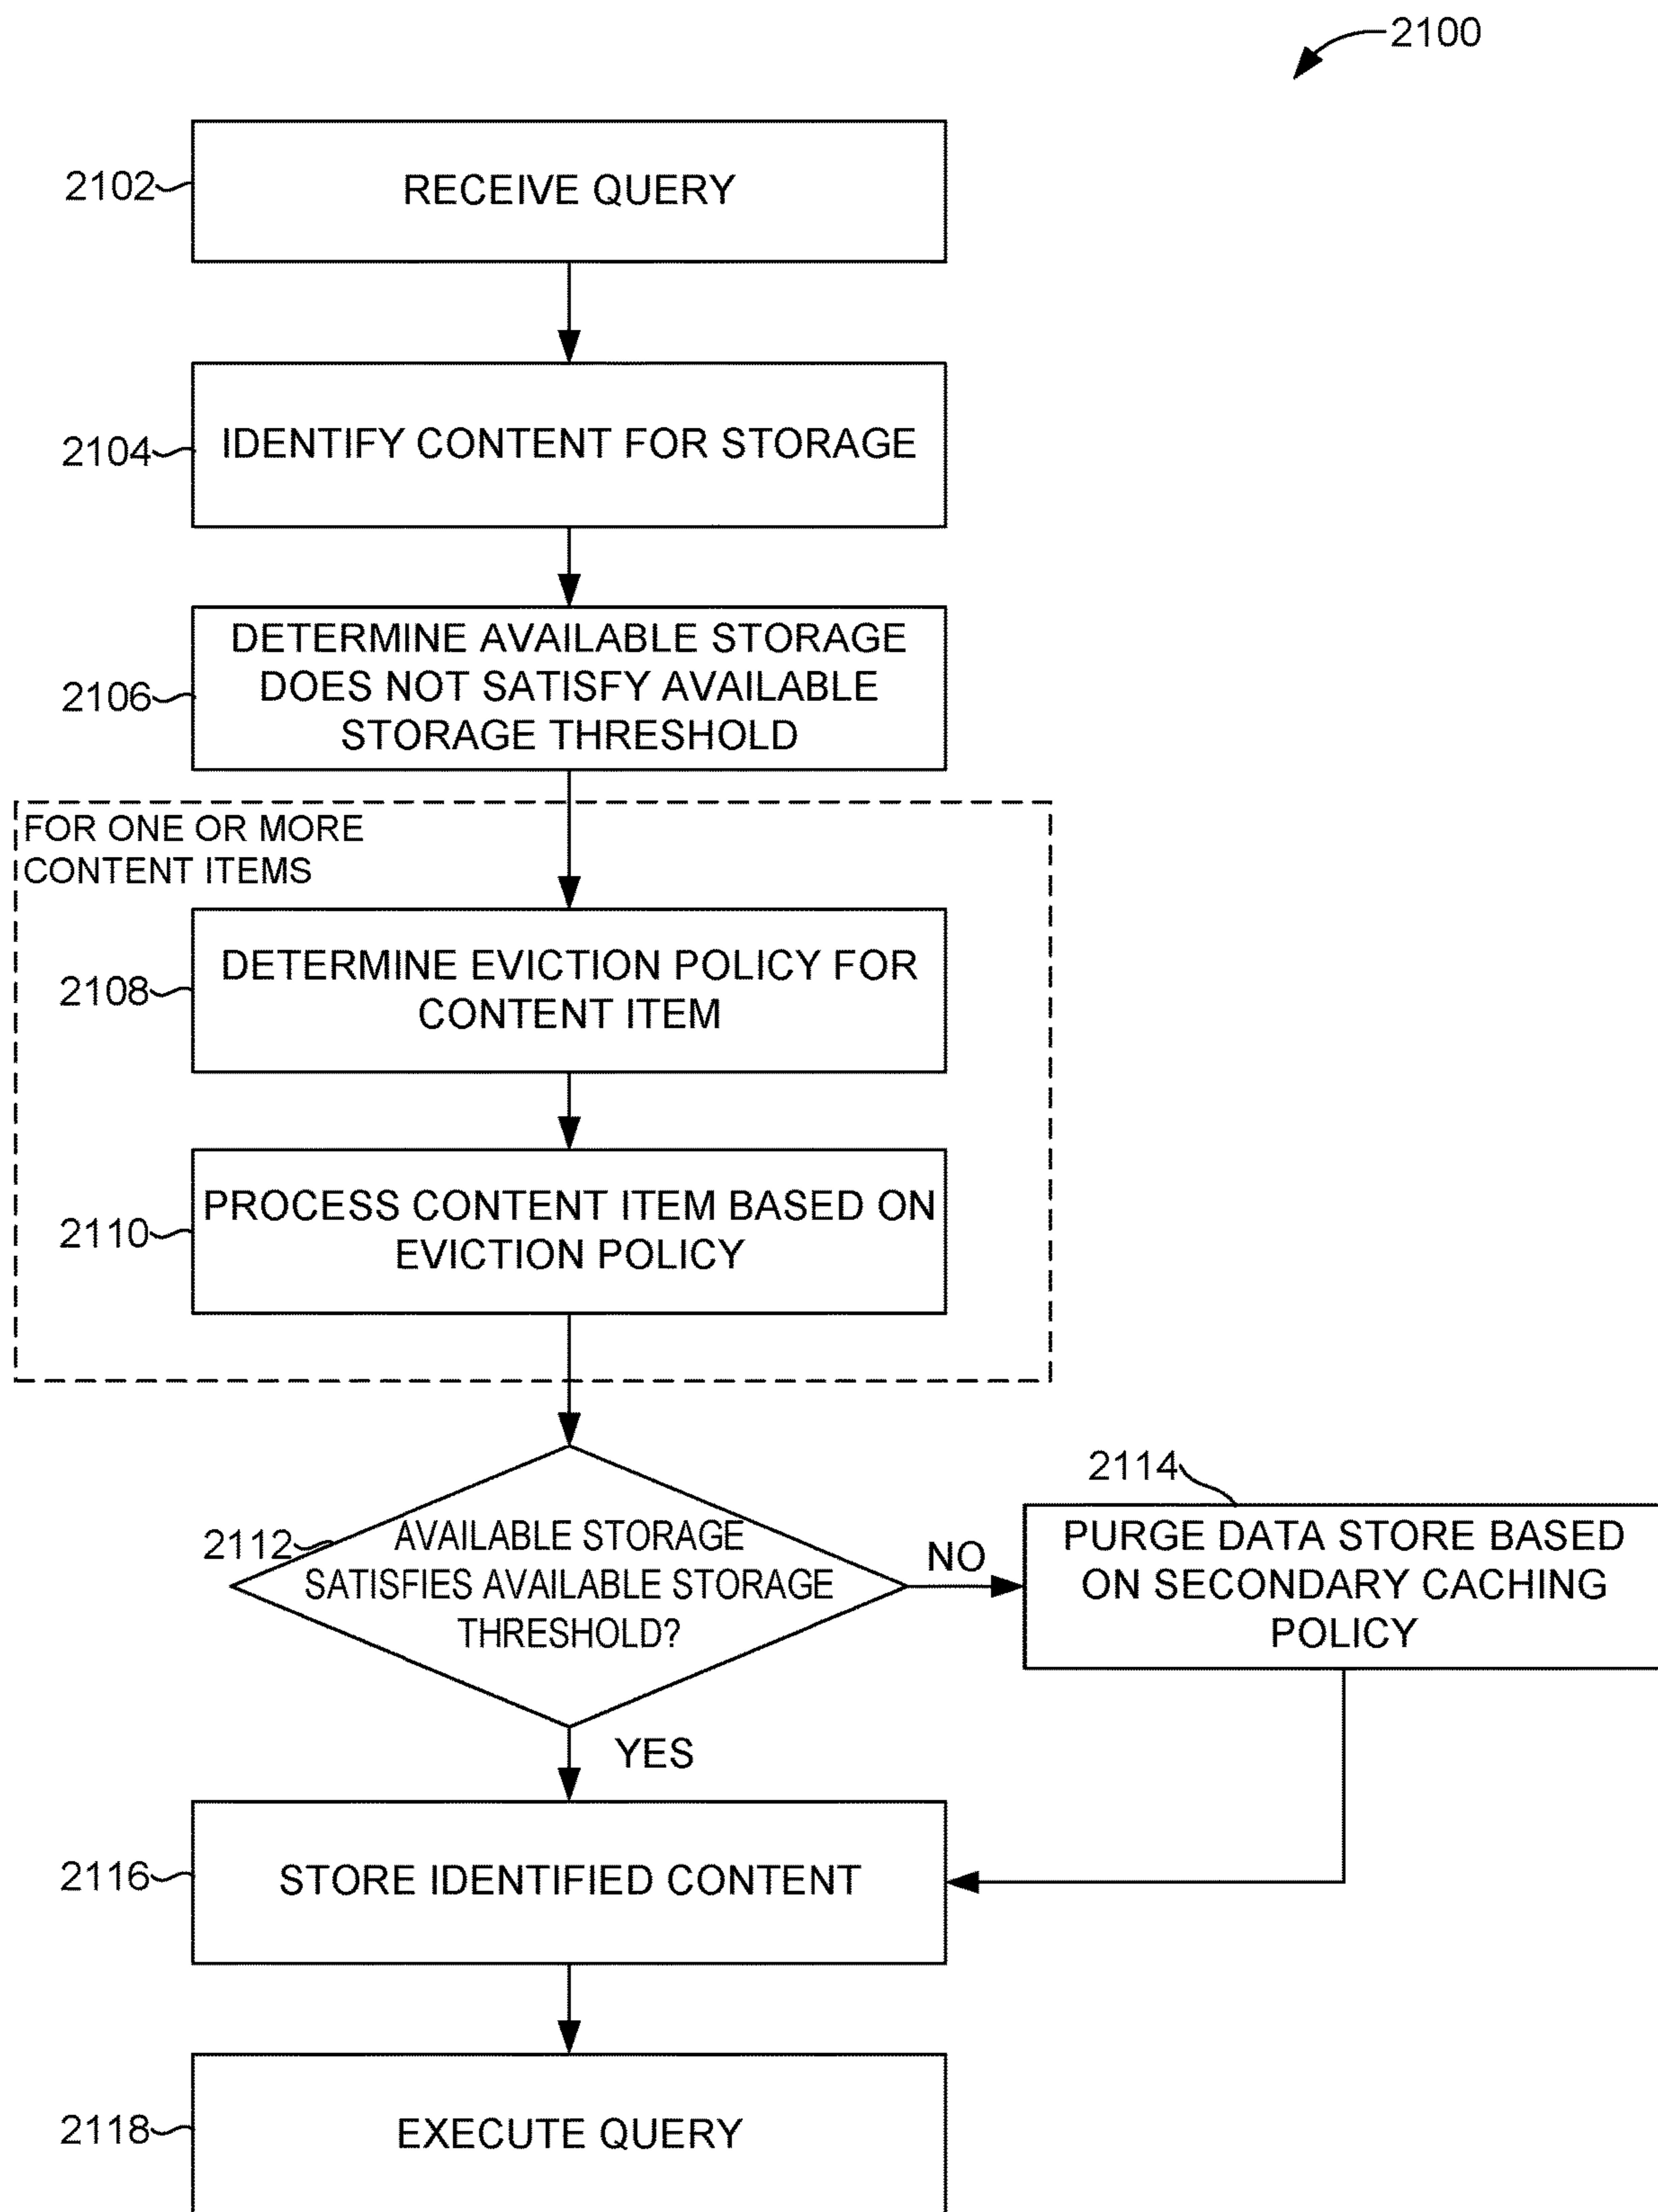 2100
2102
RECEIVE QUERY
2104
IDENTIFY CONTENT FOR STORAGE
2106
DETERMINE AVAILABLE STORAGE
DOES NOT SATISFY AVAILABLE
STORAGE THRESHOLD
FOR ONE OR MORE
CONTENT ITEMS
2108
DETERMINE EVICTION POLICY FOR
CONTENT ITEM
2110
PROCESS CONTENT ITEM BASED ON
EVICTION POLICY
2112
AVAILABLE STORAGE
SATISFIES AVAILABLE STORAGE
THRESHOLD?
NO
2114
PURGE DATA STORE BASED
ON SECONDARY CACHING
POLICY
YES
2116
STORE IDENTIFIED CONTENT
2118
EXECUTE QUERY